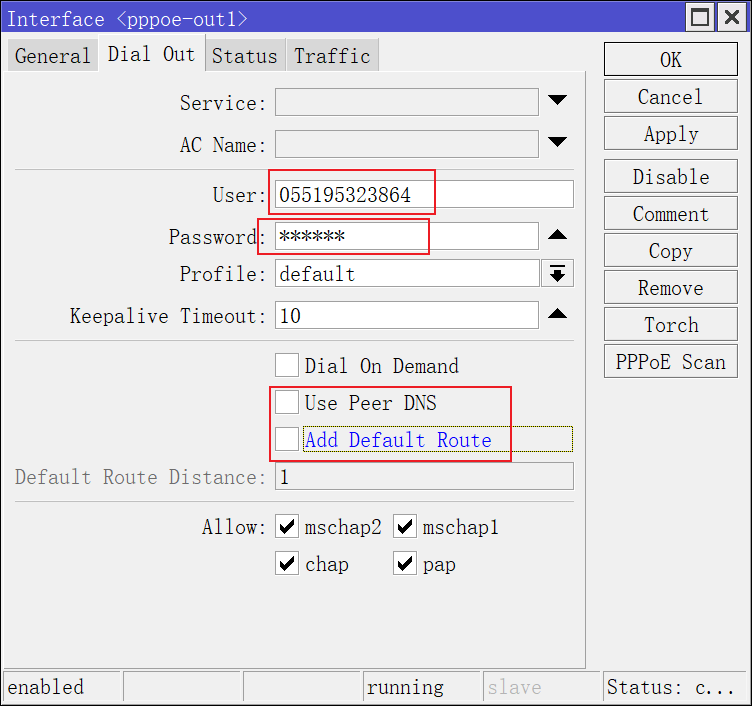 Interface <pppoe-out1>
General Dial Out Status Traffic
Service:
AC Name:
User: 055195323864
Password: ******
Profile: default
Keepalive Timeout: 10
Dial On Demand
Use Peer DNS
Add Default Route
Default Route Distance: 1
Allow: mschap2 mschap1
chap pap
OK
Cancel
Apply
Disable
Comment
Copy
Remove
Torch
PPPoE Scan
enabled running slave Status: c...